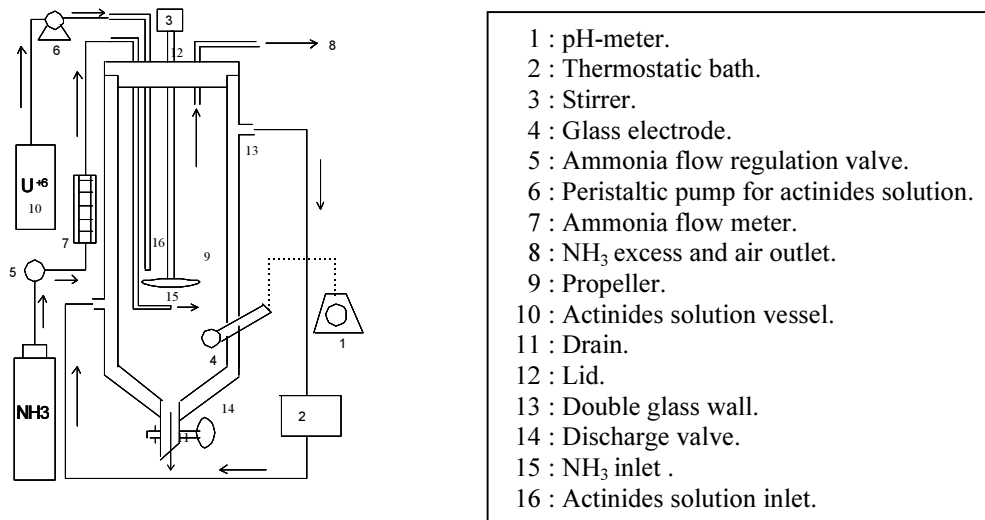 3
6
12
8
13
U+6
10
7
16
9
5
15
4
1
NH3
14
2
1
1 : pH-meter.
2 : Thermostatic bath.
3 : Stirrer.
4 : Glass electrode.
5 : Ammonia flow regulation valve.
6 : Peristaltic pump for actinides solution.
7 : Ammonia flow meter.
8 : NH3 excess and air outlet.
9 : Propeller.
10 : Actinides solution vessel.
11 : Drain.
12 : Lid.
13 : Double glass wall.
14 : Discharge valve.
15 : NH3 inlet .
16 : Actinides solution inlet.